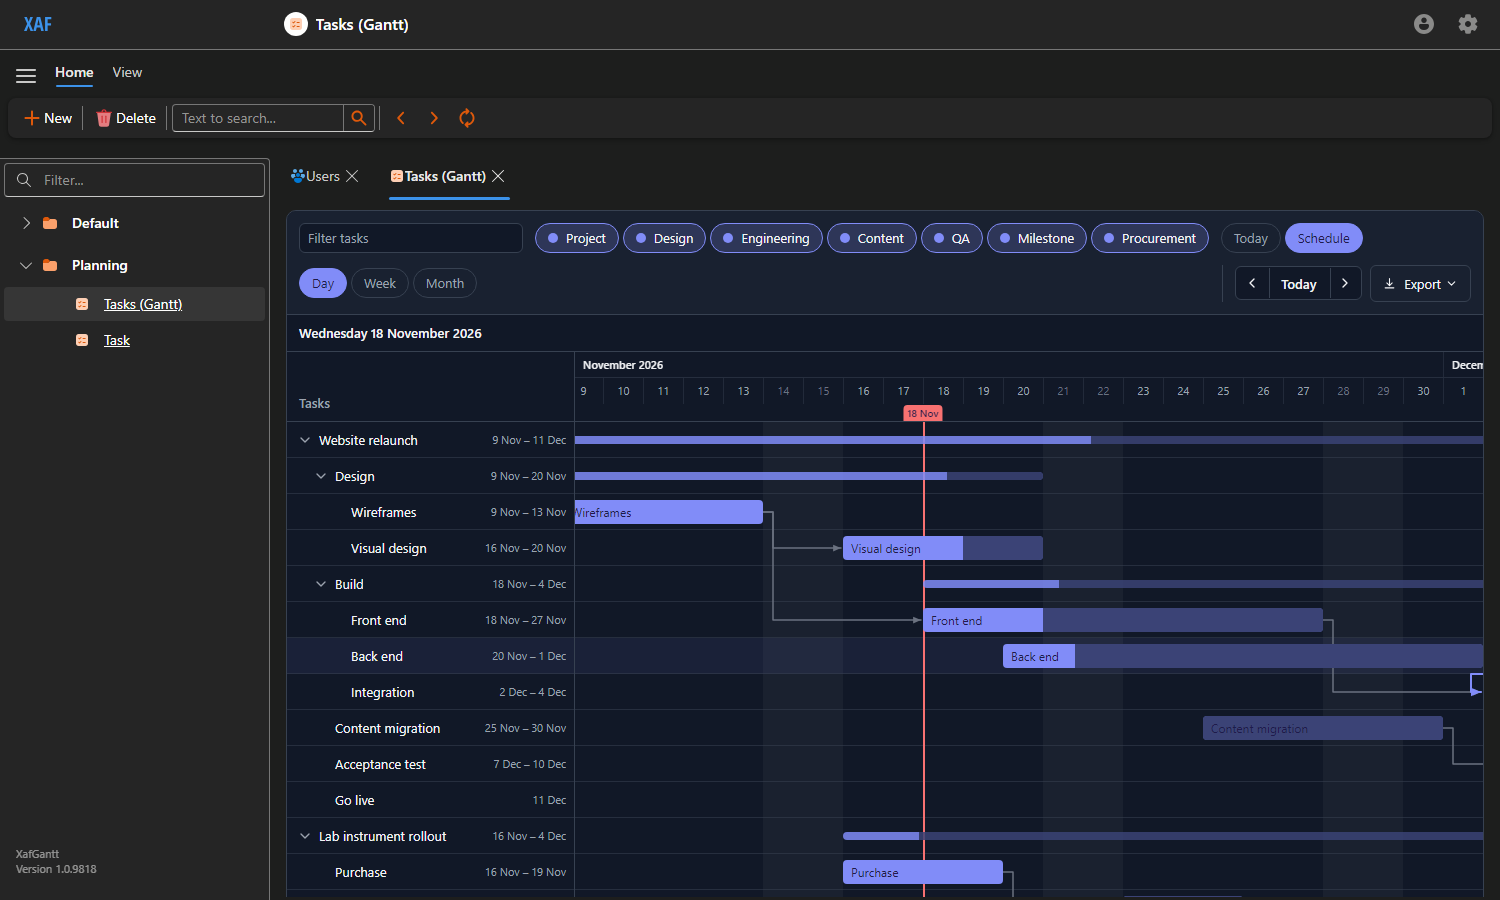 XAF
Tasks (Gantt)
Home View
New Delete Text to search...
Filter...
Default
Planning
Tasks (Gantt)
Task
XafGantt
Version 1.0.9818
Users Tasks (Gantt)
Filter tasks Project Design Engineering Content QA Milestone Procurement Today Schedule
Day Week Month Today Export
Wednesday 18 November 2026
November 2026 Decem
9 10 11 12 13 14 15 16 17 18 19 20 21 22 23 24 25 26 27 28 29 30 1
Tasks
18 Nov
Website relaunch 9 Nov – 11 Dec
Design 9 Nov – 20 Nov
Wireframes 9 Nov – 13 Nov Wireframes
Visual design 16 Nov – 20 Nov Visual design
Build 18 Nov – 4 Dec
Front end 18 Nov – 27 Nov Front end
Back end 20 Nov – 1 Dec Back end
Integration 2 Dec – 4 Dec
Content migration 25 Nov – 30 Nov Content migration
Acceptance test 7 Dec – 10 Dec
Go live 11 Dec
Lab instrument rollout 16 Nov – 4 Dec
Purchase 16 Nov – 19 Nov Purchase